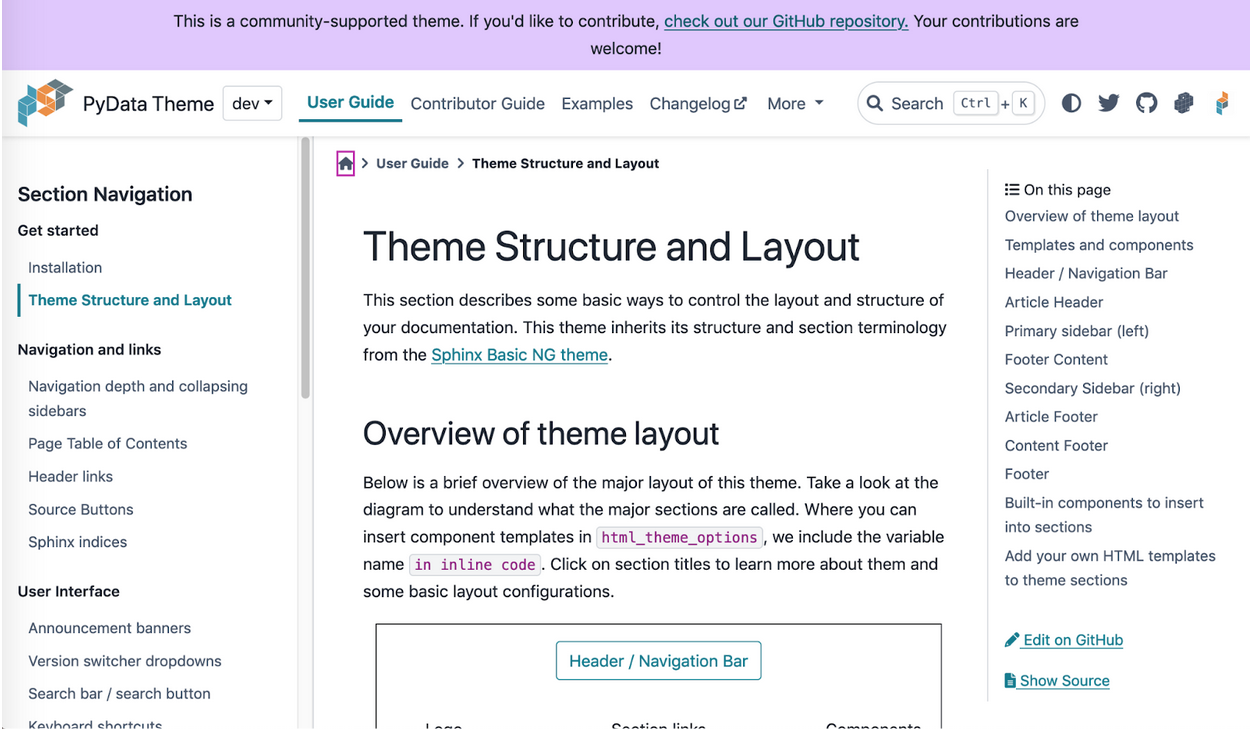 This is a community-supported theme. If you'd like to contribute, check out our GitHub repository. Your contributions are
welcome!
PyData Theme
dev
User Guide
Contributor Guide
Examples
Changelog
More
Search
Ctrl + K
User Guide
Theme Structure and Layout
Section Navigation
Get started
Installation
Theme Structure and Layout
Navigation and links
Navigation depth and collapsing
sidebars
Page Table of Contents
Header links
Source Buttons
Sphinx indices
User Interface
Announcement banners
Version switcher dropdowns
Search bar / search button
Keyboard shortcuts
Theme Structure and Layout
This section describes some basic ways to control the layout and structure of
your documentation. This theme inherits its structure and section terminology
from the Sphinx Basic NG theme.
Overview of theme layout
Below is a brief overview of the major layout of this theme. Take a look at the
diagram to understand what the major sections are called. Where you can
insert component templates in html_theme_options, we include the variable
name in inline code. Click on section titles to learn more about them and
some basic layout configurations.
Header / Navigation Bar
Logo
Section links
Components
On this page
Overview of theme layout
Templates and components
Header / Navigation Bar
Article Header
Primary sidebar (left)
Footer Content
Secondary Sidebar (right)
Article Footer
Content Footer
Footer
Built-in components to insert
into sections
Add your own HTML templates
to theme sections
Edit on GitHub
Show Source